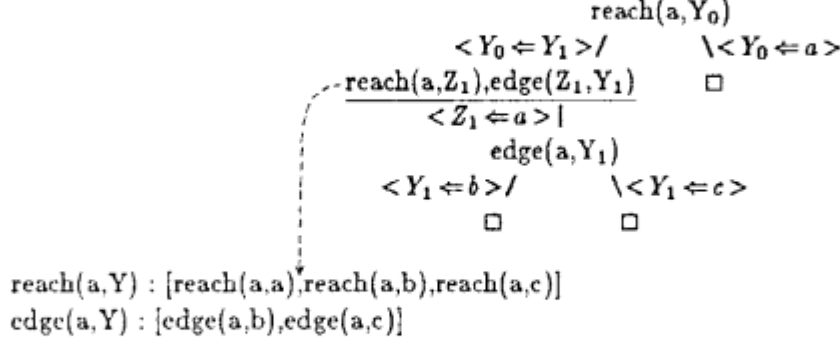 reach(a,Y₀)
<Y₀⇐Y₁>/ \<Y₀⇐a>
reach(a,Z₁),edge(Z₁,Y₁) □
<Z₁⇐a>|
edge(a,Y₁)
<Y₁⇐b>/ \<Y₁⇐c>
□ □
reach(a,Y) : [reach(a,a),reach(a,b),reach(a,c)]
edge(a,Y) : [edge(a,b),edge(a,c)]